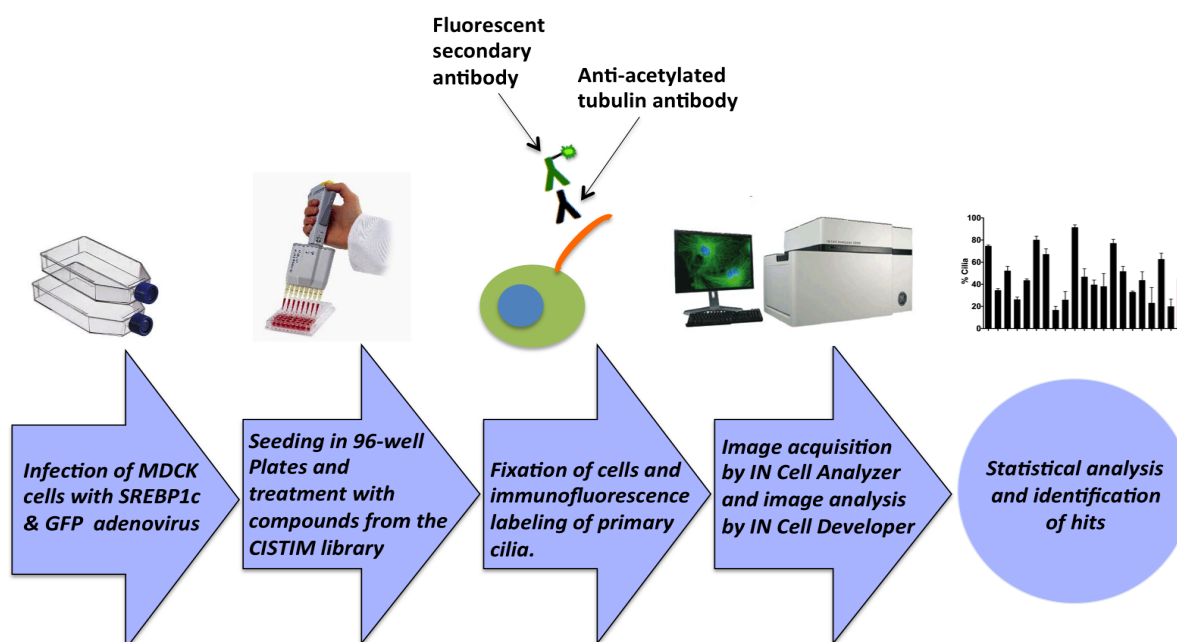 Fluorescent
secondary
antibody
Anti-acetylated
tubulin antibody
% Cilia
100
80
60
40
20
0
Infection of MDCK
cells with SREBP1c
& GFP adenovirus
Seeding in 96-well
Plates and
treatment with
compounds from the
CISTIM library
Fixation of cells and
immunofluorescence
labeling of primary
cilia.
Image acquisition
by IN Cell Analyzer
and image analysis
by IN Cell Developer
Statistical analysis
and identification
of hits